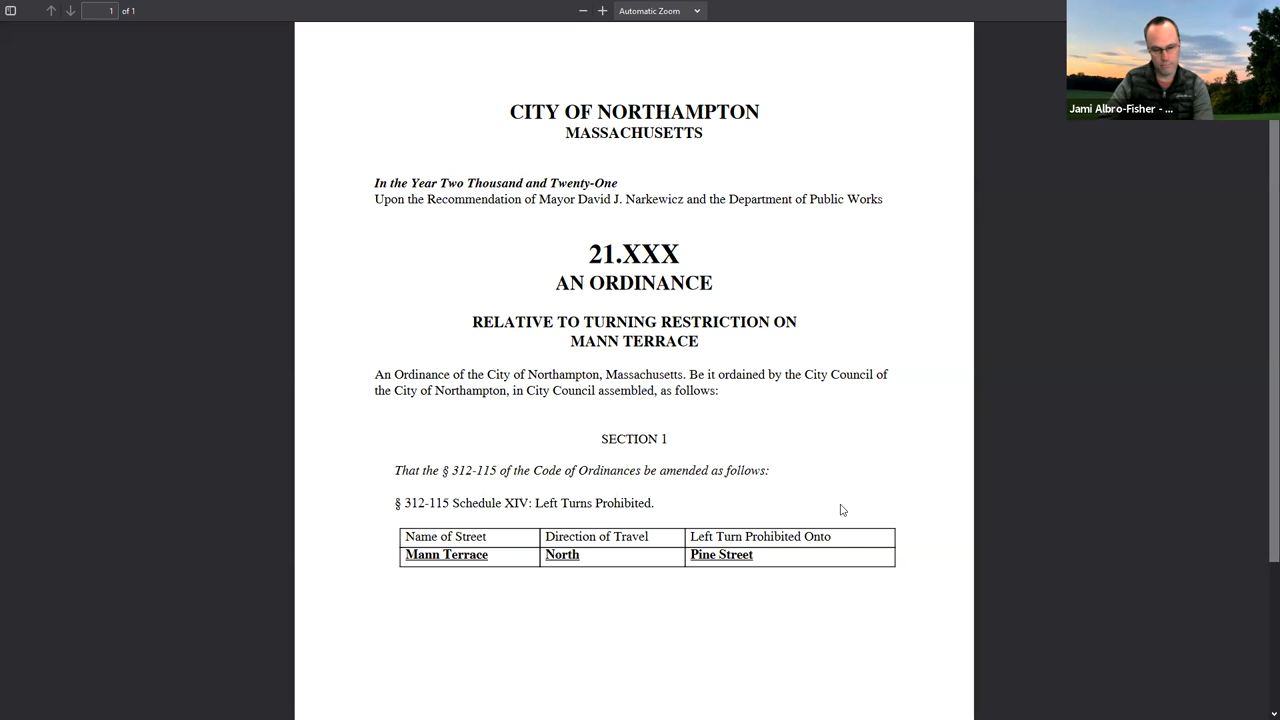 1 of 1
Automatic Zoom
Jami Albro-Fisher - ...
CITY OF NORTHAMPTON
MASSACHUSETTS
In the Year Two Thousand and Twenty-One
Upon the Recommendation of Mayor David J. Narkewicz and the Department of Public Works
21.XXX
AN ORDINANCE
RELATIVE TO TURNING RESTRICTION ON
MANN TERRACE
An Ordinance of the City of Northampton, Massachusetts. Be it ordained by the City Council of
the City of Northampton, in City Council assembled, as follows:
SECTION 1
That the § 312-115 of the Code of Ordinances be amended as follows:
§ 312-115 Schedule XIV: Left Turns Prohibited.
Name of Street Direction of Travel Left Turn Prohibited Onto
Mann Terrace North Pine Street